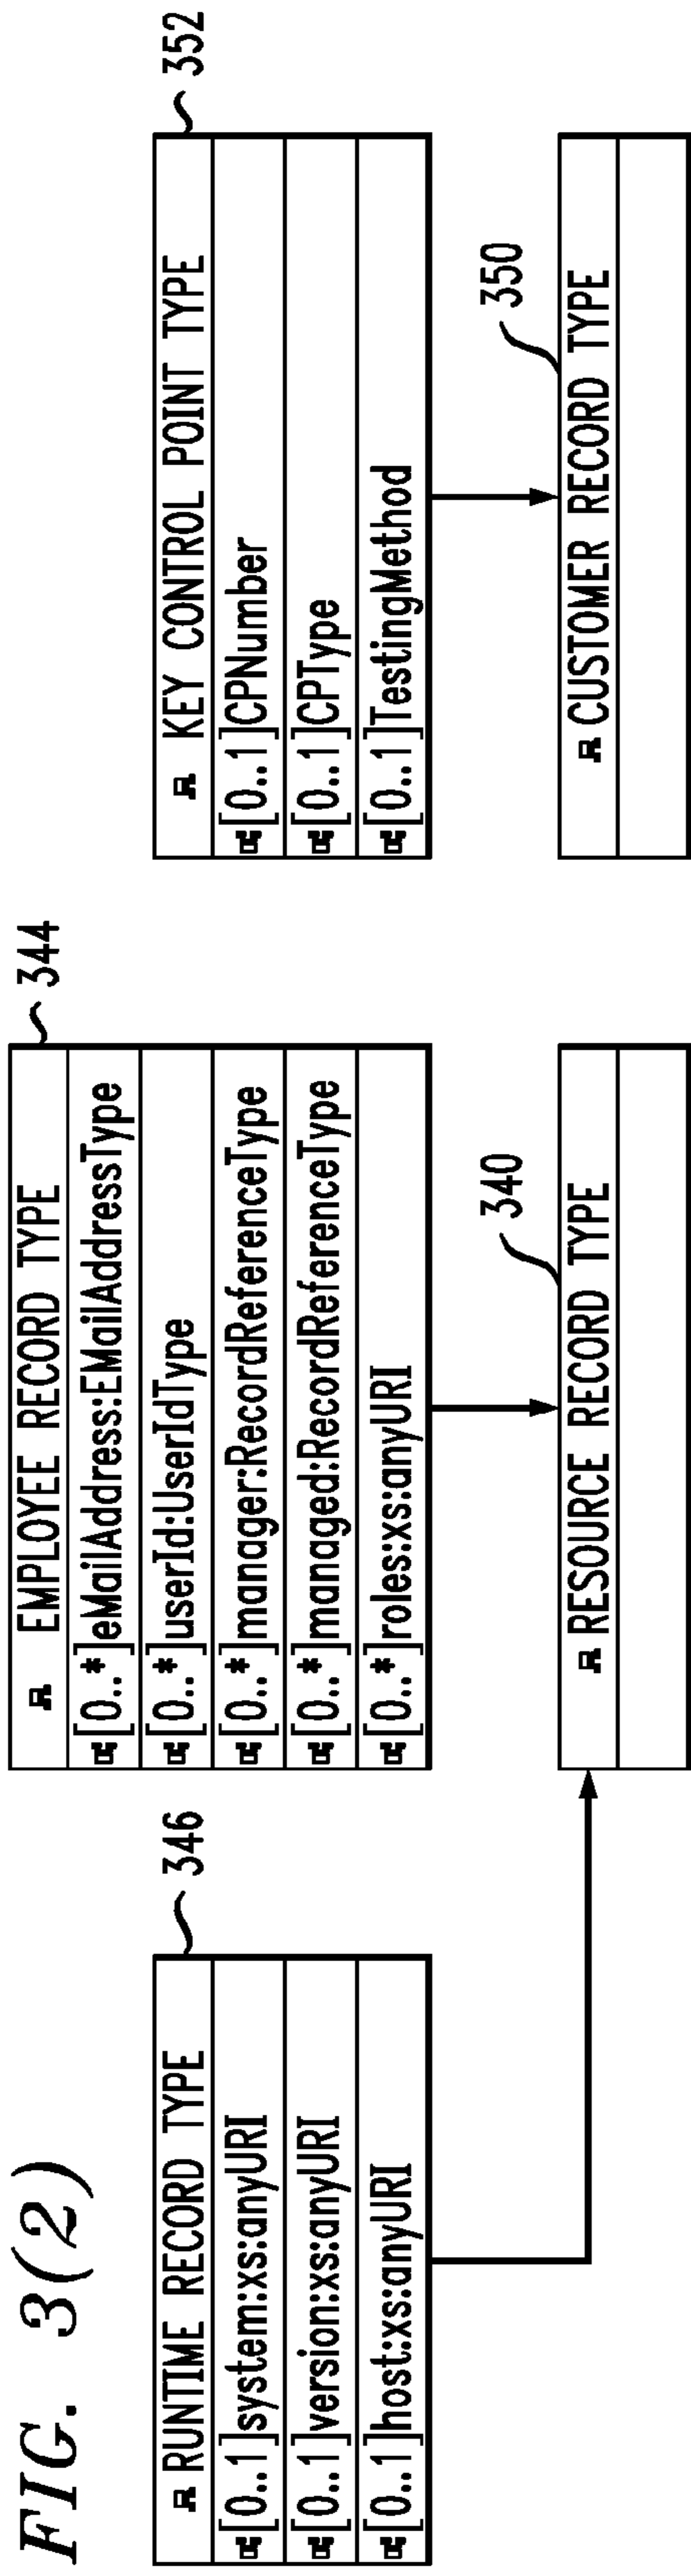 FIG. 3(2)
346
RUNTIME RECORD TYPE
[0..1]system:xs:anyURI
[0..1]version:xs:anyURI
[0..1]host:xs:anyURI
344
EMPLOYEE RECORD TYPE
[0..*]eMailAddress:EMailAddressType
[0..*]userId:UserIdType
[0..*]manager:RecordReferenceType
[0..*]managed:RecordReferenceType
[0..*]roles:xs:anyURI
340
RESOURCE RECORD TYPE
352
KEY CONTROL POINT TYPE
[0..1]CPNumber
[0..1]CPType
[0..1]TestingMethod
350
CUSTOMER RECORD TYPE